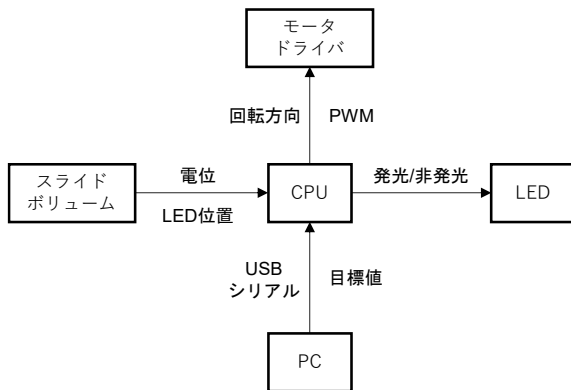 モータ
ドライバ
回転方向 PWM
スライド
ボリューム
電位
LED位置
CPU
発光/非発光
LED
USB
シリアル
目標値
PC